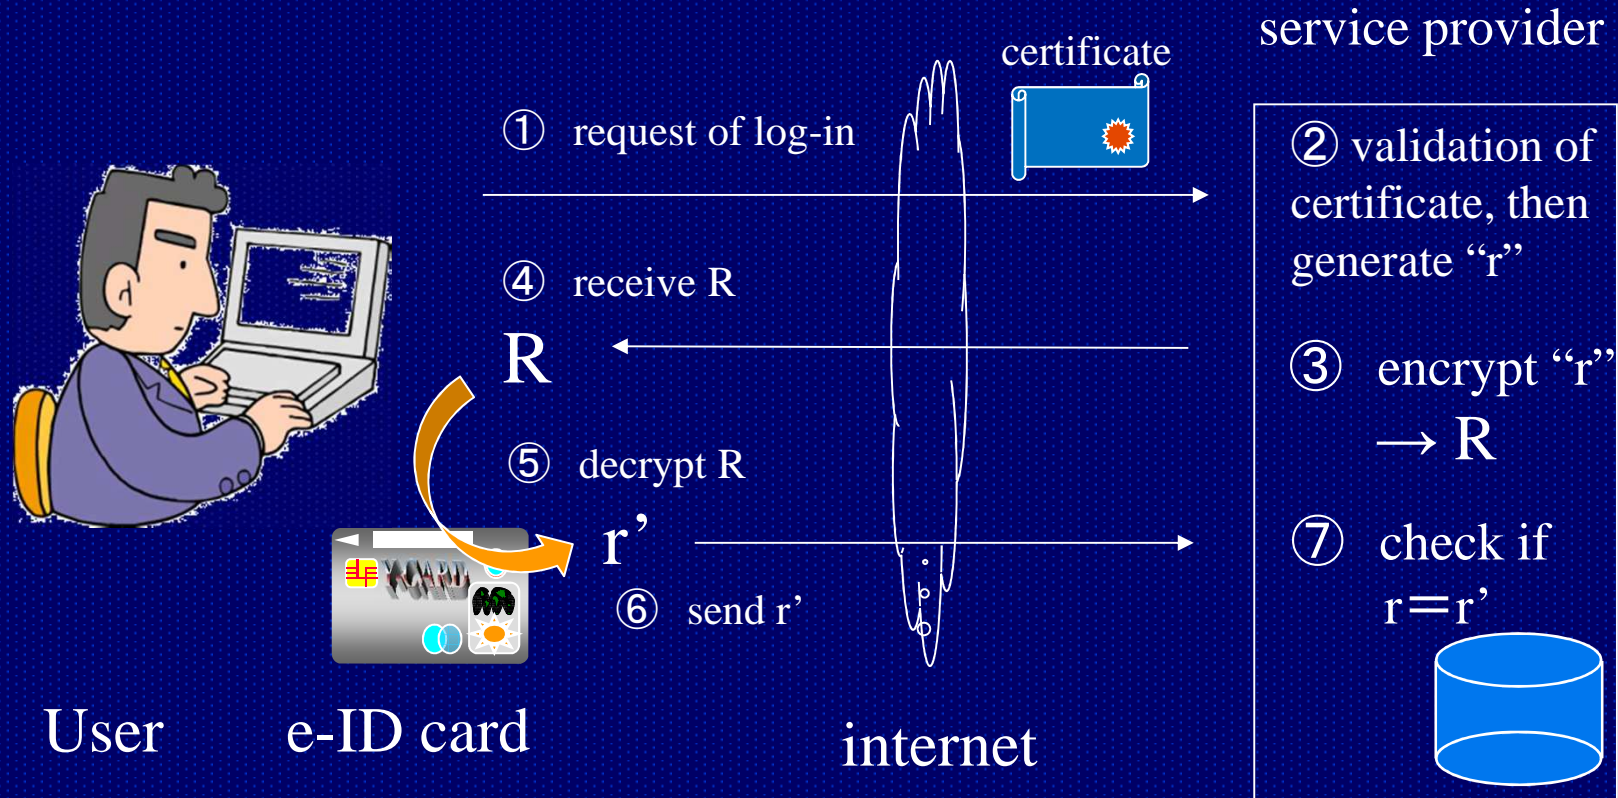 service provider
certificate
① request of log-in
② validation of
certificate, then
generate “r”
④ receive R
R
③ encrypt “r”
→ R
⑤ decrypt R
r’
⑥ send r’
⑦ check if
r＝r’
User
e-ID card
internet